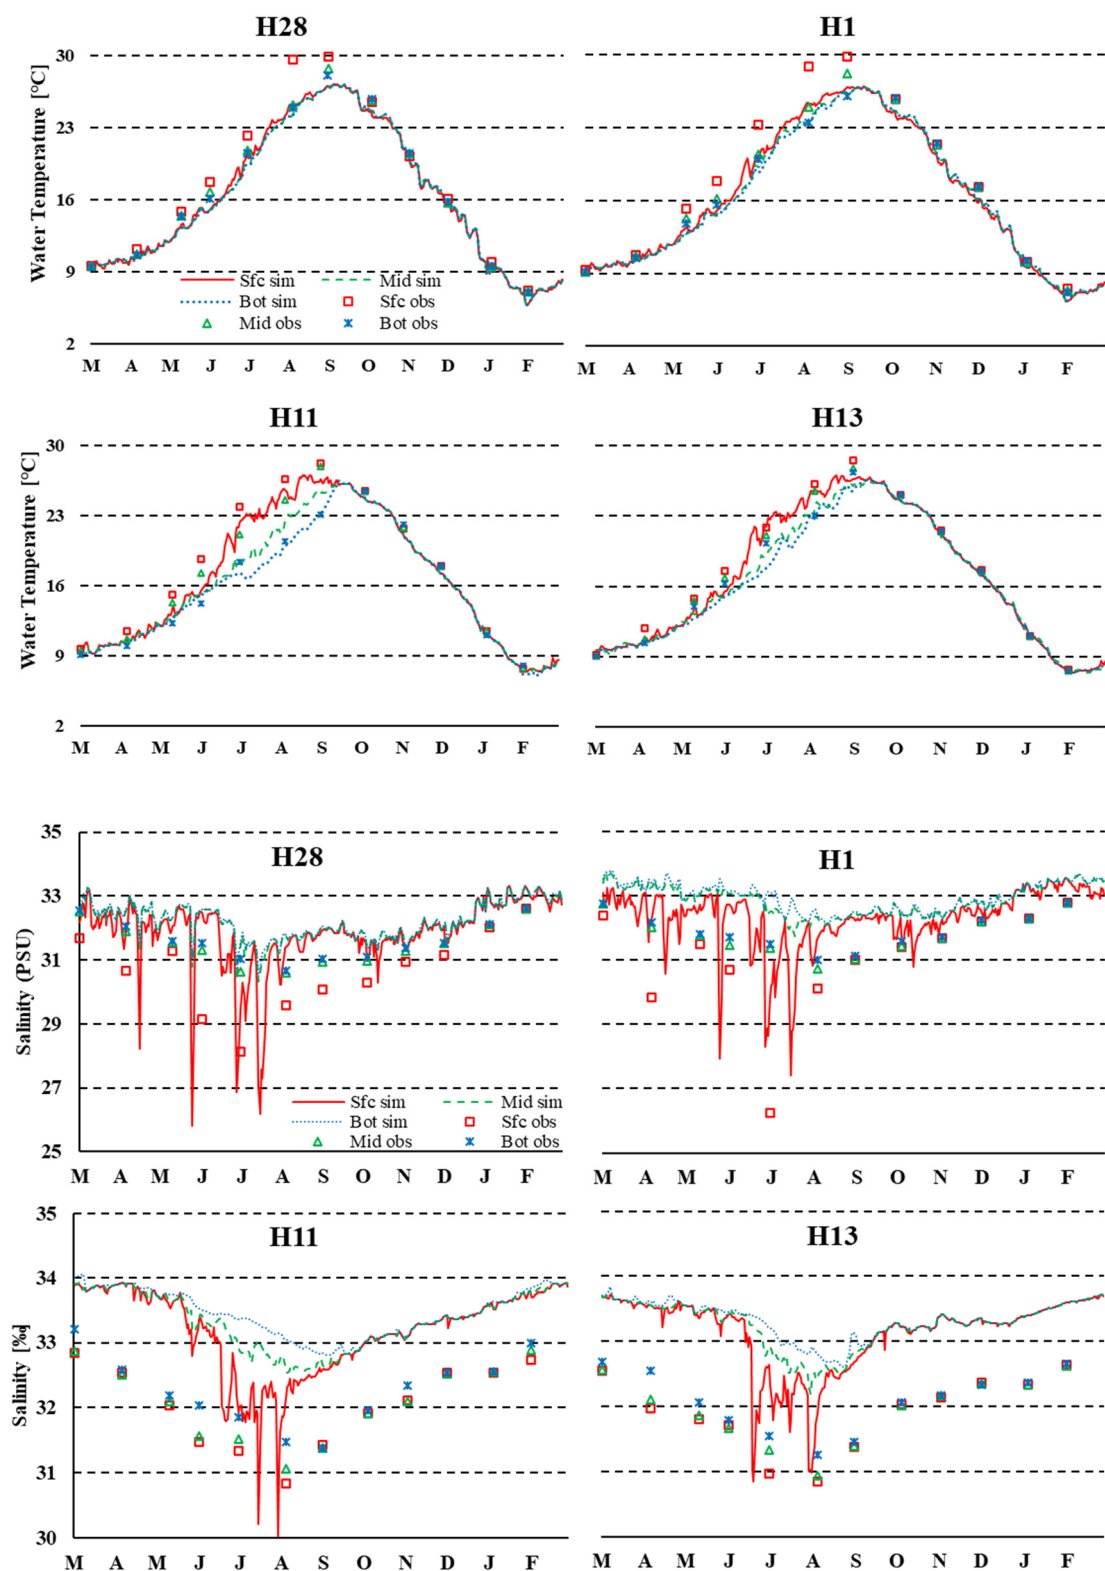 H28
H1
Water Temperature [°C]
30
23
16
9
2
Sfc sim
Mid sim
Bot sim
Sfc obs
Mid obs
Bot obs
M A M J J A S O N D J F
M A M J J A S O N D J F
H11
H13
Water Temperature [°C]
30
23
16
9
2
M A M J J A S O N D J F
M A M J J A S O N D J F
H28
H1
Salinity (PSU)
35
33
31
29
27
25
Sfc sim
Mid sim
Bot sim
Sfc obs
Mid obs
Bot obs
M A M J J A S O N D J F
M A M J J A S O N D J F
H11
H13
Salinity [‰]
35
34
33
32
31
30
M A M J J A S O N D J F
M A M J J A S O N D J F